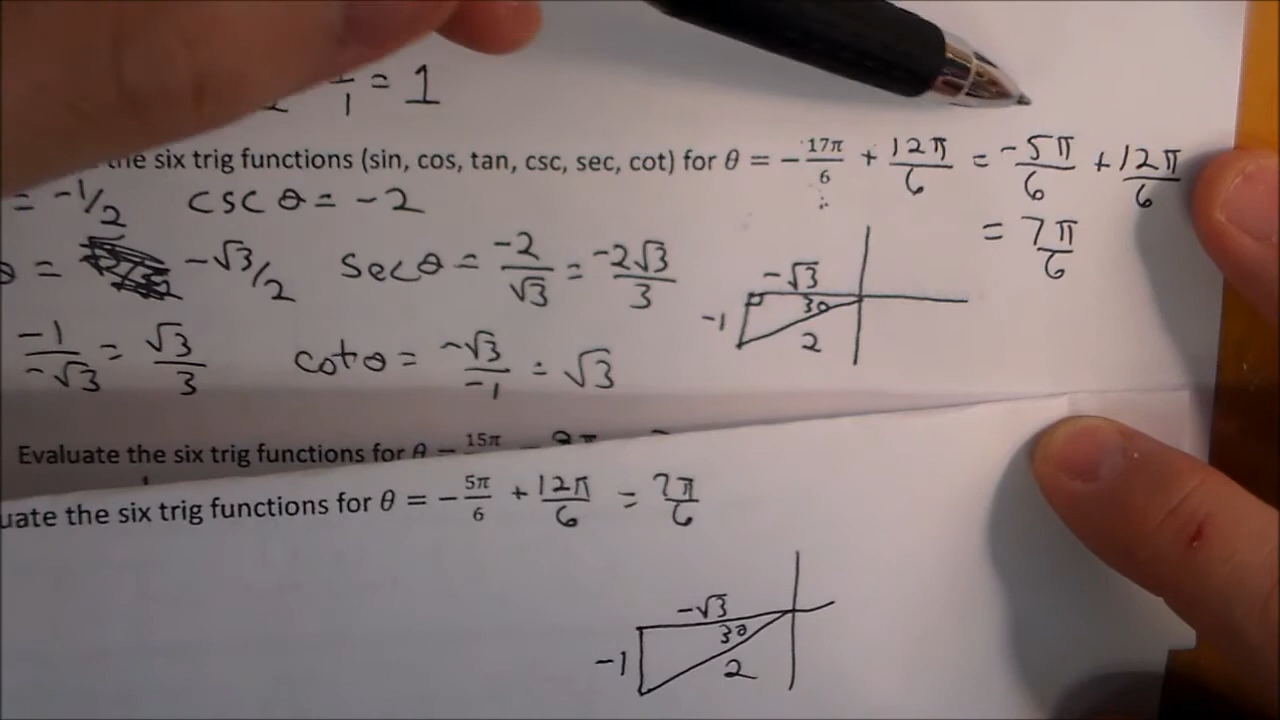 = 1
the six trig functions (sin, cos, tan, csc, sec, cot) for θ = −17π/6 + 12π/6 = −5π/6 + 12π/6
= 7π/6
= −1/2 csc θ = −2
θ = −√3/2 sec θ = −2/√3 = −2√3/3
−1/−√3 = √3/3 cot θ = −√3/−1 = √3
−√3
30
−1
2
Evaluate the six trig functions for θ = 15π
uate the six trig functions for θ = −5π/6 + 12π/6 = 7π/6
−√3
30
−1
2